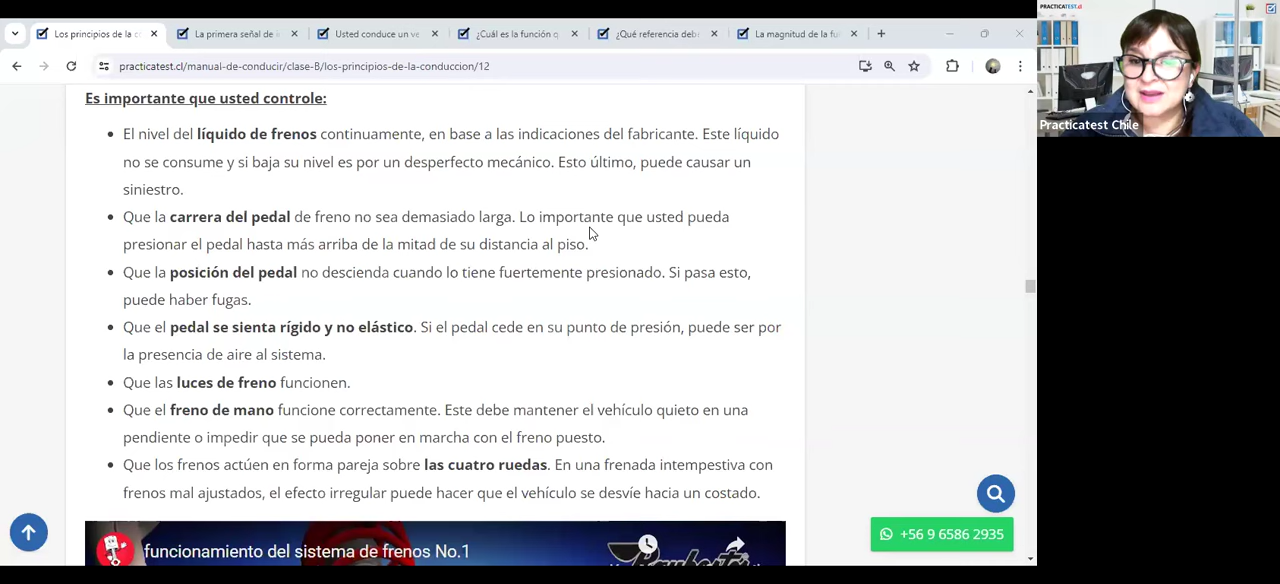 Los principios de la c
La primera señal de
Usted conduce un ve
¿Cuál es la función q
¿Qué referencia deb
La magnitud de la fu
practicatest.cl/manual-de-conducir/clase-B/los-principios-de-la-conduccion/12
PRACTICATEST.cl
Practicatest Chile
Es importante que usted controle:
• El nivel del líquido de frenos continuamente, en base a las indicaciones del fabricante. Este líquido
no se consume y si baja su nivel es por un desperfecto mecánico. Esto último, puede causar un
siniestro.
• Que la carrera del pedal de freno no sea demasiado larga. Lo importante que usted pueda
presionar el pedal hasta más arriba de la mitad de su distancia al piso.
• Que la posición del pedal no descienda cuando lo tiene fuertemente presionado. Si pasa esto,
puede haber fugas.
• Que el pedal se sienta rígido y no elástico. Si el pedal cede en su punto de presión, puede ser por
la presencia de aire al sistema.
• Que las luces de freno funcionen.
• Que el freno de mano funcione correctamente. Este debe mantener el vehículo quieto en una
pendiente o impedir que se pueda poner en marcha con el freno puesto.
• Que los frenos actúen en forma pareja sobre las cuatro ruedas. En una frenada intempestiva con
frenos mal ajustados, el efecto irregular puede hacer que el vehículo se desvíe hacia un costado.
+56 9 6586 2935
funcionamiento del sistema de frenos No.1